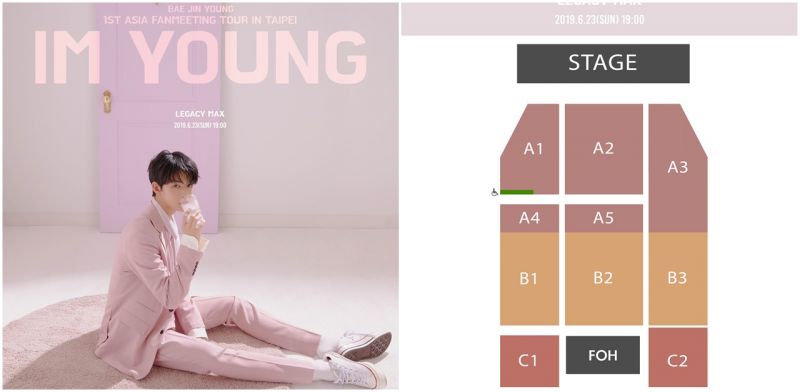 BAE JIN YOUNG
1ST ASIA FANMEETING TOUR IN TAIPEI
IM YOUNG
LEGACY MAX
2019.6.23(SUN) 19:00
LEGACY MAX
2019.6.23(SUN) 19:00
STAGE
A1
A2
A3
A4
A5
B1
B2
B3
C1
FOH
C2